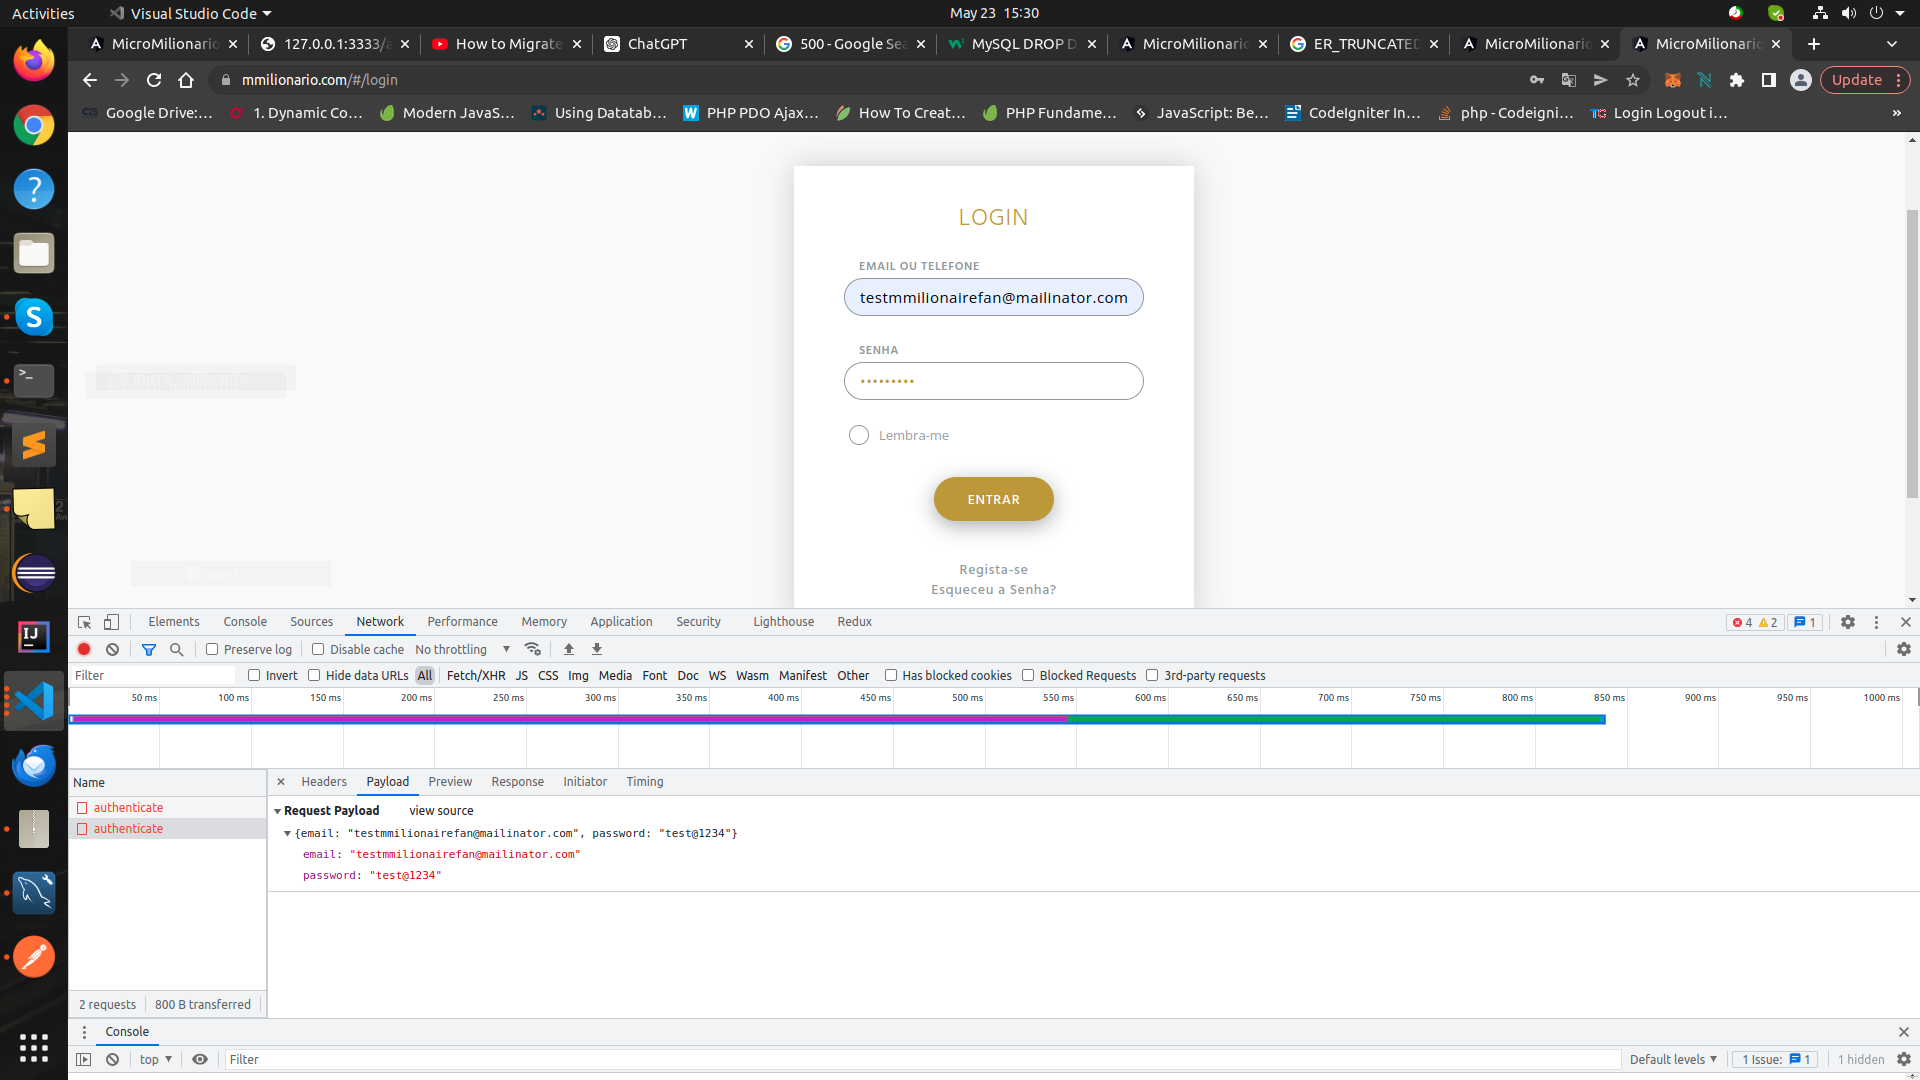 Activities Visual Studio Code May 23 15:30
MicroMilionario 127.0.0.1:3333/a How to Migrate ChatGPT 500 - Google Sea MySQL DROP D MicroMilionario ER_TRUNCATED MicroMilionario MicroMilionario
mmilionario.com/#/login Update
Google Drive:... 1. Dynamic Co... Modern JavaS... Using Datatab... PHP PDO Ajax... How To Creat... PHP Fundame... JavaScript: Be... CodeIgniter In... php - Codeigni... Login Logout i... »
LOGIN
EMAIL OU TELEFONE
testmmilionairefan@mailinator.com
SENHA
•••••••••
Lembra-me
ENTRAR
Regista-se
Esqueceu a Senha?
Elements Console Sources Network Performance Memory Application Security Lighthouse Redux 4 2 1
Preserve log Disable cache No throttling
Filter Invert Hide data URLs All Fetch/XHR JS CSS Img Media Font Doc WS Wasm Manifest Other Has blocked cookies Blocked Requests 3rd-party requests
50 ms 100 ms 150 ms 200 ms 250 ms 300 ms 350 ms 400 ms 450 ms 500 ms 550 ms 600 ms 650 ms 700 ms 750 ms 800 ms 850 ms 900 ms 950 ms 1000 ms
Name Headers Payload Preview Response Initiator Timing
authenticate
authenticate
Request Payload view source
{email: "testmmilionairefan@mailinator.com", password: "test@1234"}
email: "testmmilionairefan@mailinator.com"
password: "test@1234"
2 requests 800 B transferred
Console
top Filter Default levels 1 Issue: 1 1 hidden